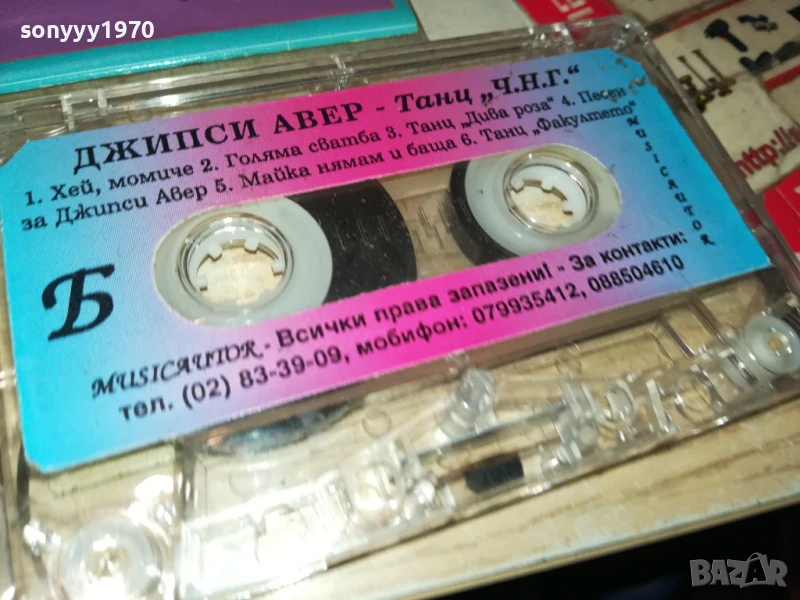 sonyyy1970
ДЖИПСИ АВЕР - Танц „Ч.Н.Г.“
1. Хей, момиче 2. Голяма сватба 3. Танц „Дива роза“ 4. Песен
за Джипси Авер 5. Майка нямам и баща 6. Танц „Факултето“
MUSICAUTOR
Б
MUSICAUTOR - Всички права запазени! - За контакти:
тел. (02) 83-39-09, мобифон: 079935412, 088504610
http://
BAZAR